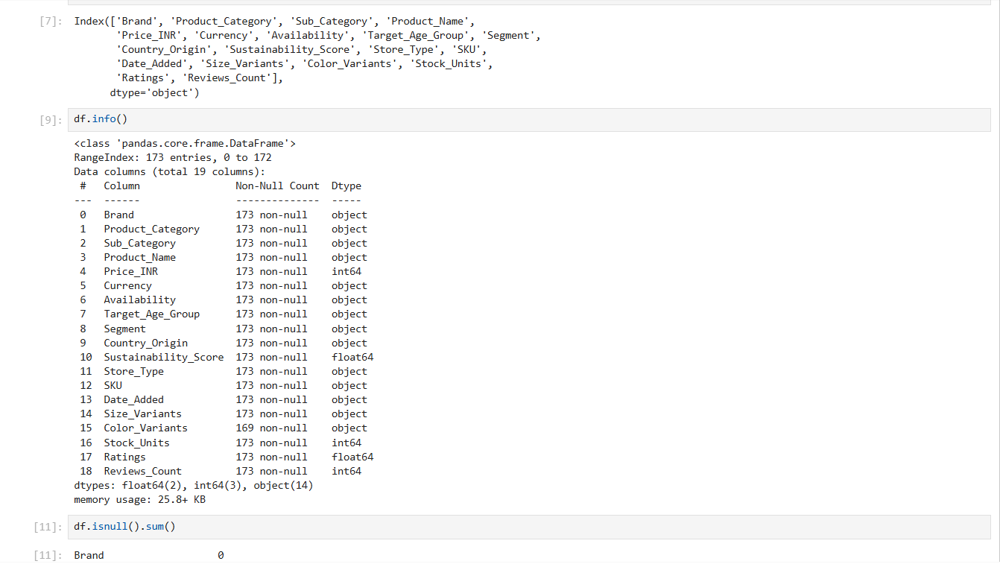 [7]: Index(['Brand', 'Product_Category', 'Sub_Category', 'Product_Name',
'Price_INR', 'Currency', 'Availability', 'Target_Age_Group', 'Segment',
'Country_Origin', 'Sustainability_Score', 'Store_Type', 'SKU',
'Date_Added', 'Size_Variants', 'Color_Variants', 'Stock_Units',
'Ratings', 'Reviews_Count'],
dtype='object')
[9]: df.info()
<class 'pandas.core.frame.DataFrame'>
RangeIndex: 173 entries, 0 to 172
Data columns (total 19 columns):
#   Column                Non-Null Count  Dtype
---  ------                --------------  -----
0   Brand                 173 non-null    object
1   Product_Category      173 non-null    object
2   Sub_Category          173 non-null    object
3   Product_Name          173 non-null    object
4   Price_INR             173 non-null    int64
5   Currency              173 non-null    object
6   Availability          173 non-null    object
7   Target_Age_Group      173 non-null    object
8   Segment               173 non-null    object
9   Country_Origin        173 non-null    object
10  Sustainability_Score  173 non-null    float64
11  Store_Type            173 non-null    object
12  SKU                   173 non-null    object
13  Date_Added            173 non-null    object
14  Size_Variants         173 non-null    object
15  Color_Variants        169 non-null    object
16  Stock_Units           173 non-null    int64
17  Ratings               173 non-null    float64
18  Reviews_Count         173 non-null    int64
dtypes: float64(2), int64(3), object(14)
memory usage: 25.8+ KB
[11]: df.isnull().sum()
[11]: Brand                   0